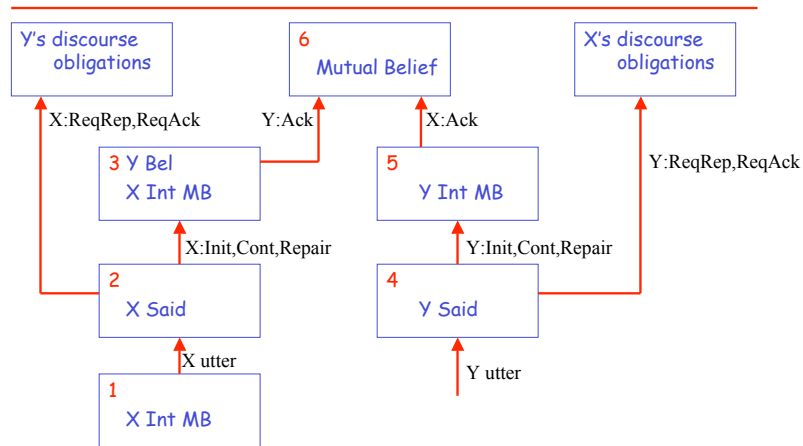 Y's discourse
obligations
6
Mutual Belief
X's discourse
obligations
X:ReqRep,ReqAck
Y:Ack
X:Ack
Y:ReqRep,ReqAck
3 Y Bel
X Int MB
5
Y Int MB
X:Init,Cont,Repair
Y:Init,Cont,Repair
2
X Said
4
Y Said
X utter
Y utter
1
X Int MB